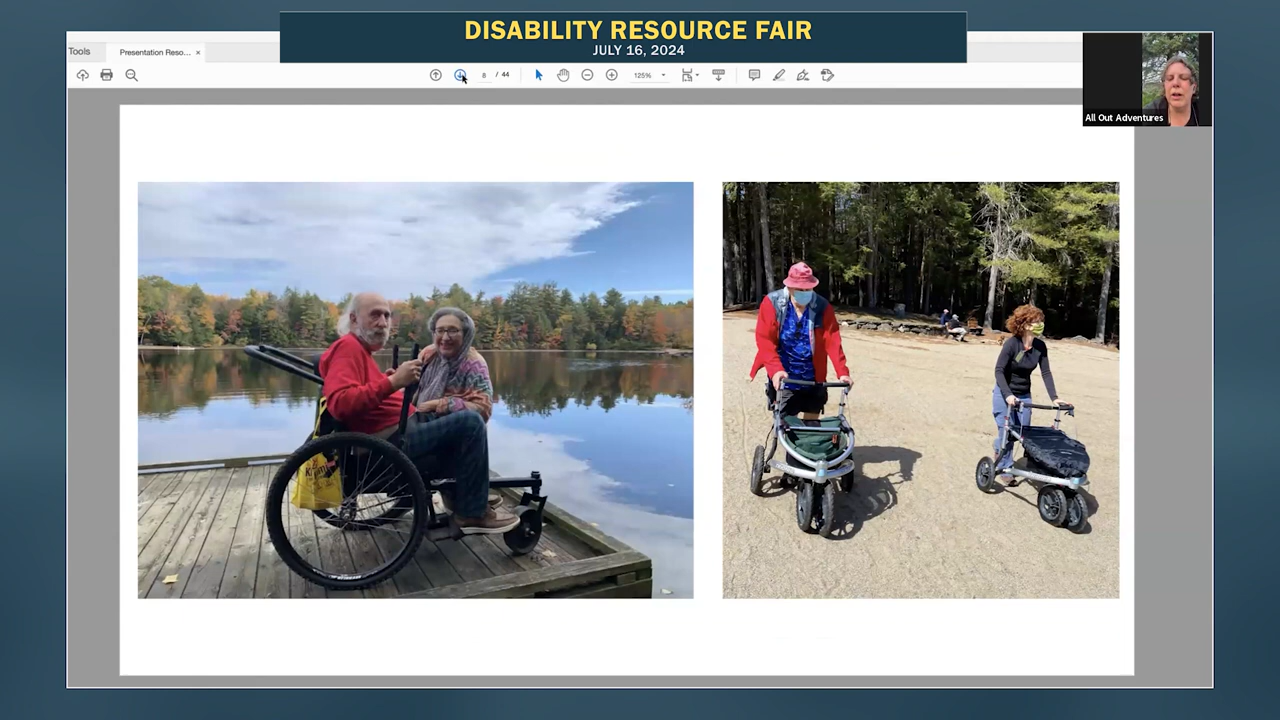 DISABILITY RESOURCE FAIR
JULY 16, 2024
Tools
Presentation Reso... ×
8 / 44
125%
All Out Adventures